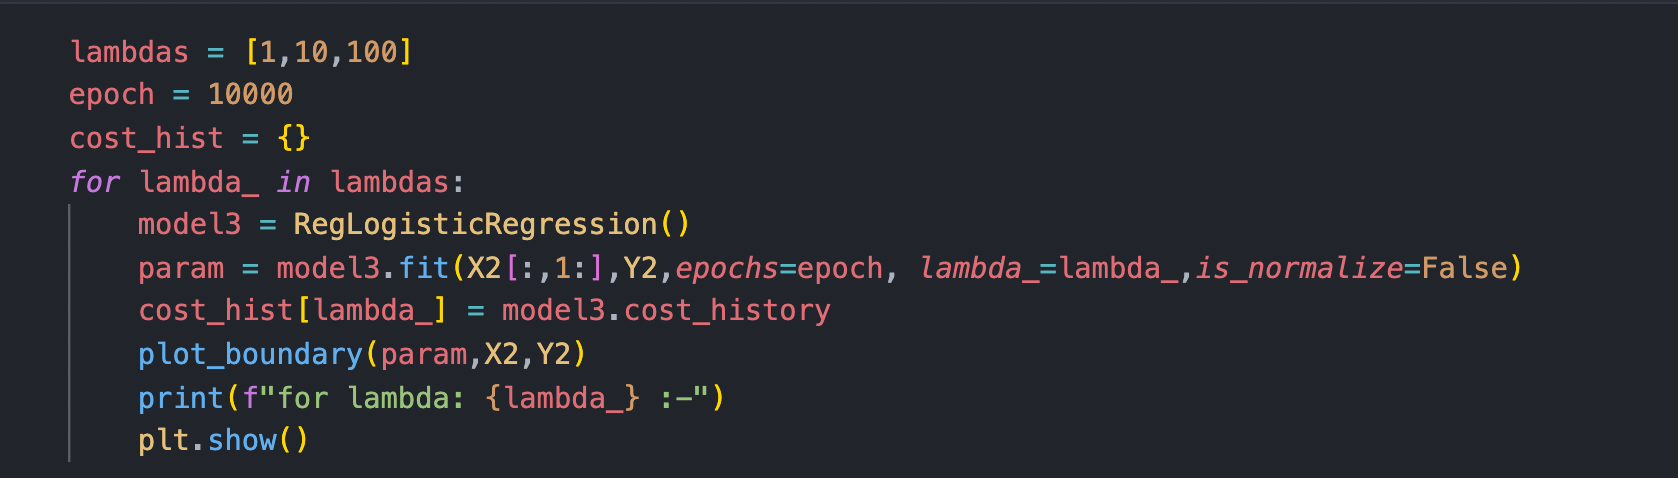 lambdas = [1,10,100]
epoch = 10000
cost_hist = {}
for lambda_ in lambdas:
    model3 = RegLogisticRegression()
    param = model3.fit(X2[:,1:],Y2,epochs=epoch, lambda_=lambda_,is_normalize=False)
    cost_hist[lambda_] = model3.cost_history
    plot_boundary(param,X2,Y2)
    print(f"for lambda: {lambda_} :-")
    plt.show()